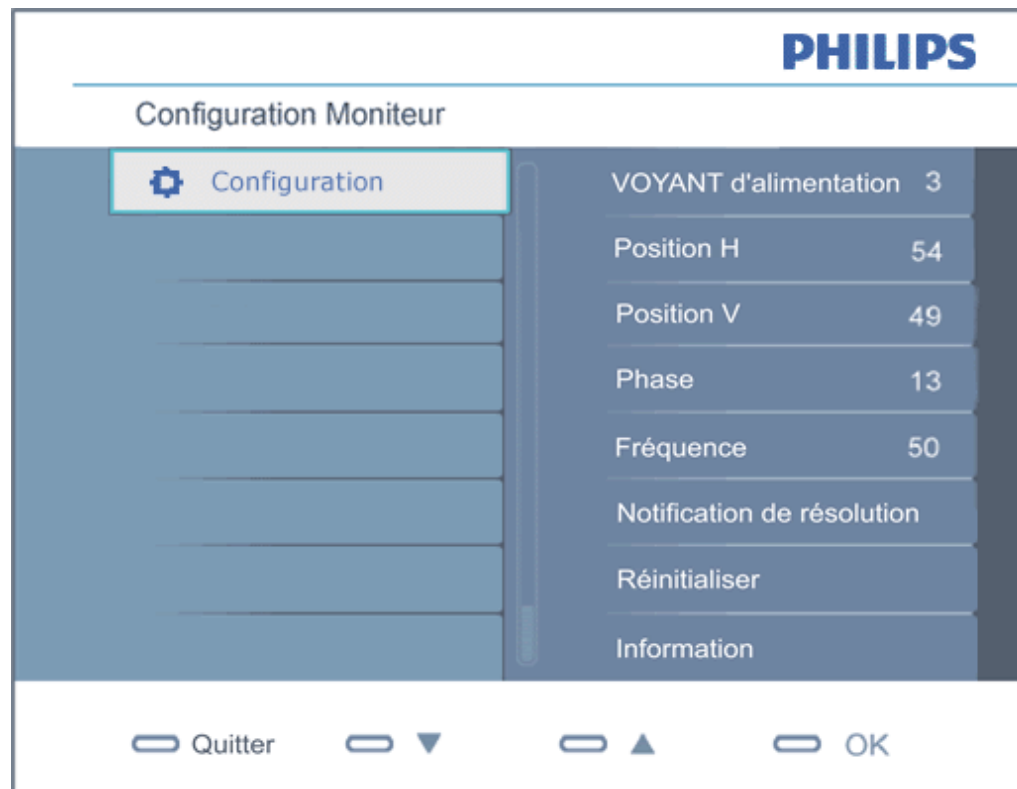 PHILIPS
Configuration Moniteur
Configuration
VOYANT d'alimentation 3
Position H 54
Position V 49
Phase 13
Fréquence 50
Notification de résolution
Réinitialiser
Information
Quitter ▼ ▲ OK